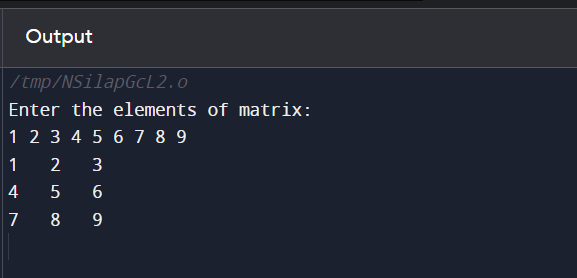 Output
/tmp/NSilapGcL2.o
Enter the elements of matrix:
1 2 3 4 5 6 7 8 9
1   2   3
4   5   6
7   8   9